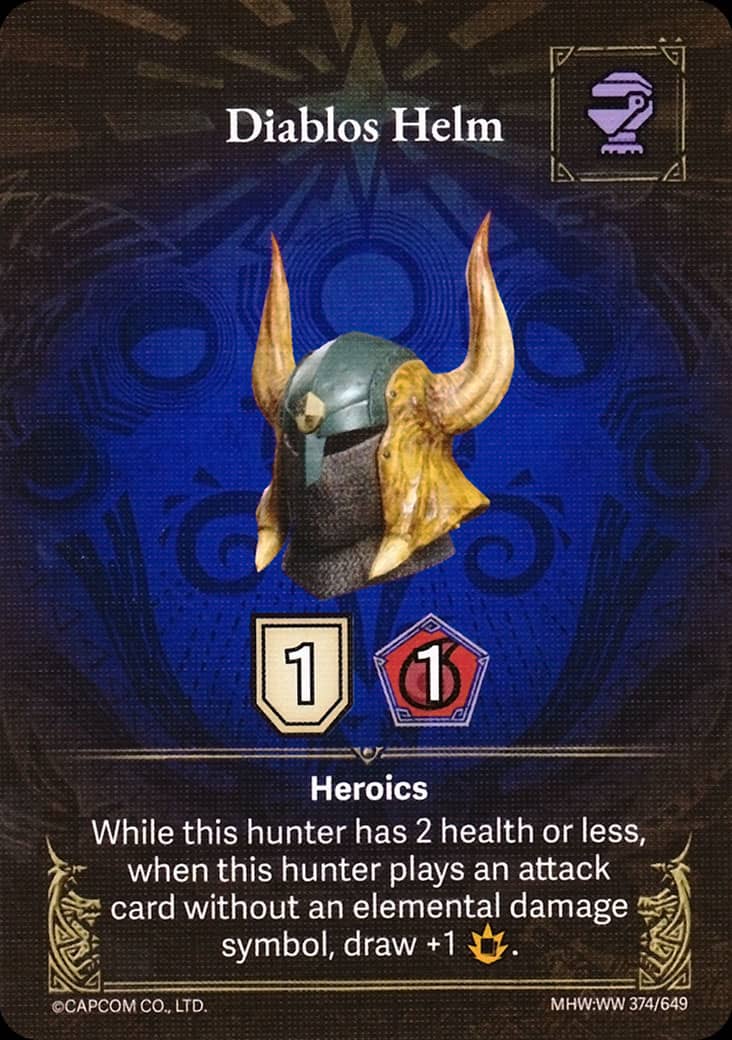 Diablos Helm
1 1
Heroics
While this hunter has 2 health or less,
when this hunter plays an attack
card without an elemental damage
symbol, draw +1 .
©CAPCOM CO., LTD.
MHW:WW 374/649